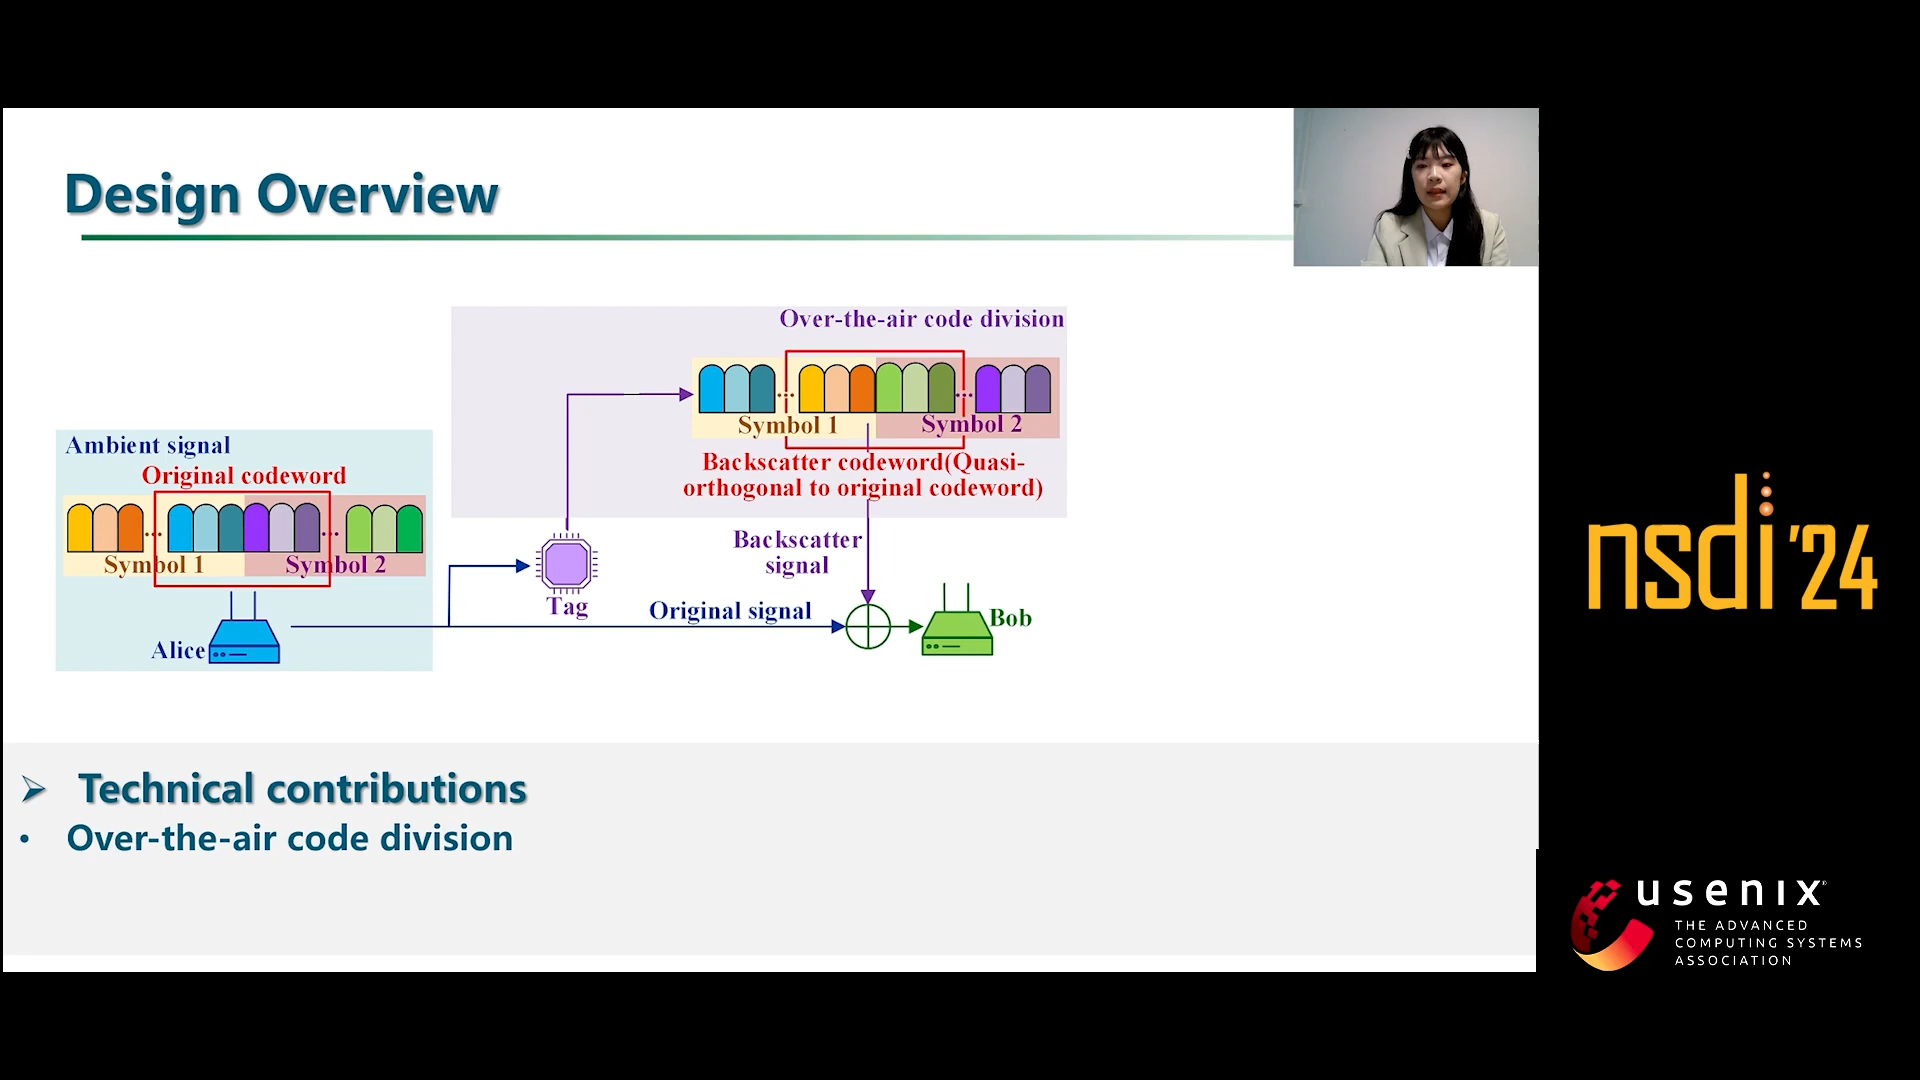 Design Overview
Over-the-air code division
...
...
Symbol 1
Symbol 2
Backscatter codeword(Quasi-
orthogonal to original codeword)
Ambient signal
Original codeword
...
...
Symbol 1
Symbol 2
Alice
Tag
Backscatter
signal
Original signal
Bob
➢ Technical contributions
• Over-the-air code division
nsdi '24
usenix®
THE ADVANCED
COMPUTING SYSTEMS
ASSOCIATION